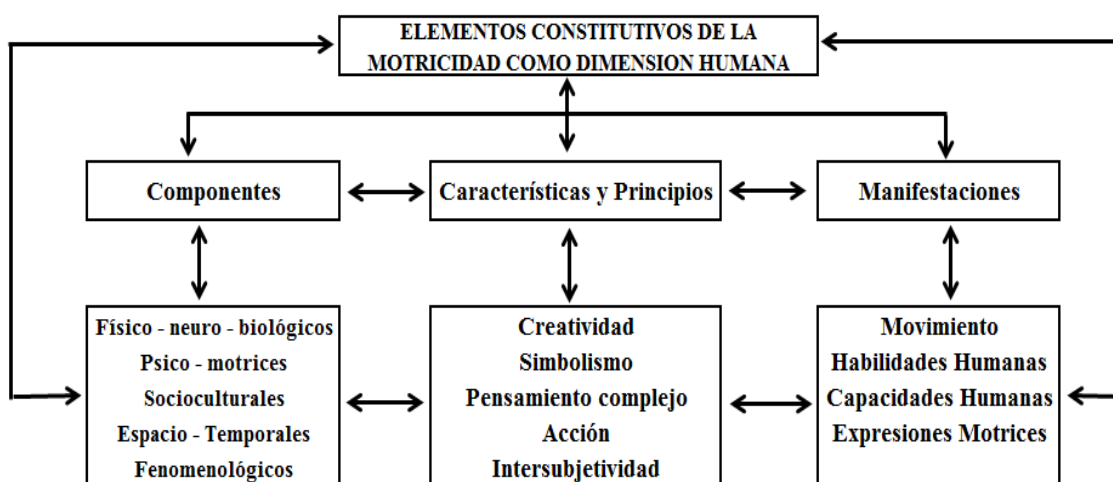 ELEMENTOS CONSTITUTIVOS DE LA
MOTRICIDAD COMO DIMENSION HUMANA
Componentes
Características y Principios
Manifestaciones
Físico - neuro - biológicos
Psico - motrices
Socioculturales
Espacio - Temporales
Fenomenológicos
Creatividad
Simbolismo
Pensamiento complejo
Acción
Intersubjetividad
Movimiento
Habilidades Humanas
Capacidades Humanas
Expresiones Motrices